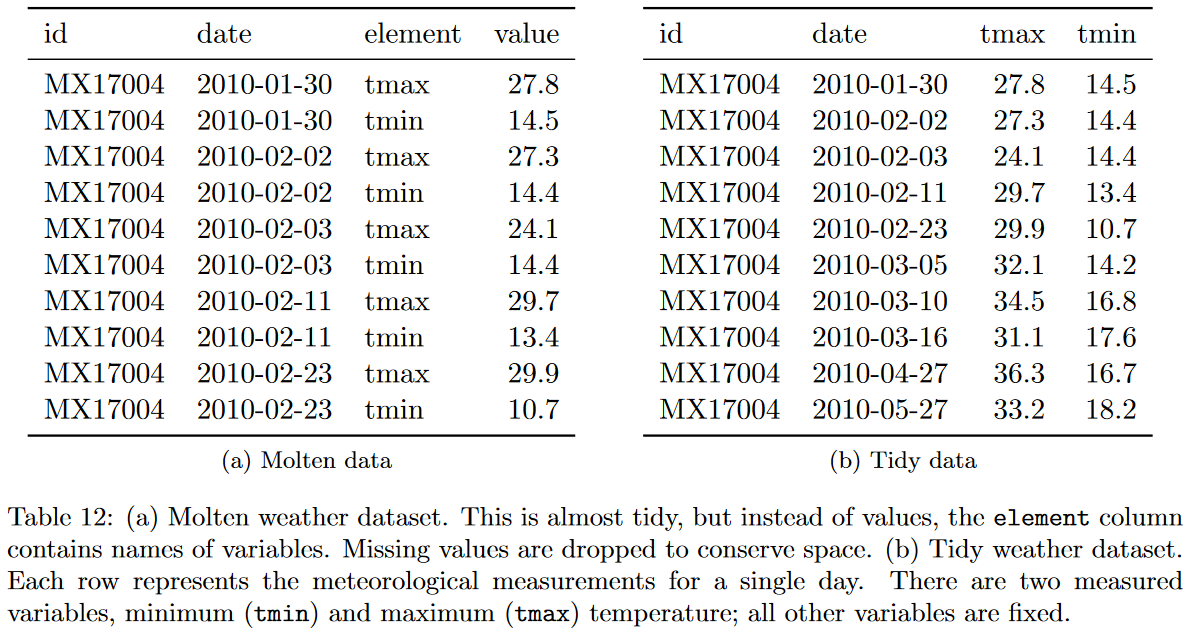 id date element value
MX17004 2010-01-30 tmax 27.8
MX17004 2010-01-30 tmin 14.5
MX17004 2010-02-02 tmax 27.3
MX17004 2010-02-02 tmin 14.4
MX17004 2010-02-03 tmax 24.1
MX17004 2010-02-03 tmin 14.4
MX17004 2010-02-11 tmax 29.7
MX17004 2010-02-11 tmin 13.4
MX17004 2010-02-23 tmax 29.9
MX17004 2010-02-23 tmin 10.7
(a) Molten data
id date tmax tmin
MX17004 2010-01-30 27.8 14.5
MX17004 2010-02-02 27.3 14.4
MX17004 2010-02-03 24.1 14.4
MX17004 2010-02-11 29.7 13.4
MX17004 2010-02-23 29.9 10.7
MX17004 2010-03-05 32.1 14.2
MX17004 2010-03-10 34.5 16.8
MX17004 2010-03-16 31.1 17.6
MX17004 2010-04-27 36.3 16.7
MX17004 2010-05-27 33.2 18.2
(b) Tidy data
Table 12: (a) Molten weather dataset. This is almost tidy, but instead of values, the element column
contains names of variables. Missing values are dropped to conserve space. (b) Tidy weather dataset.
Each row represents the meteorological measurements for a single day. There are two measured
variables, minimum (tmin) and maximum (tmax) temperature; all other variables are fixed.